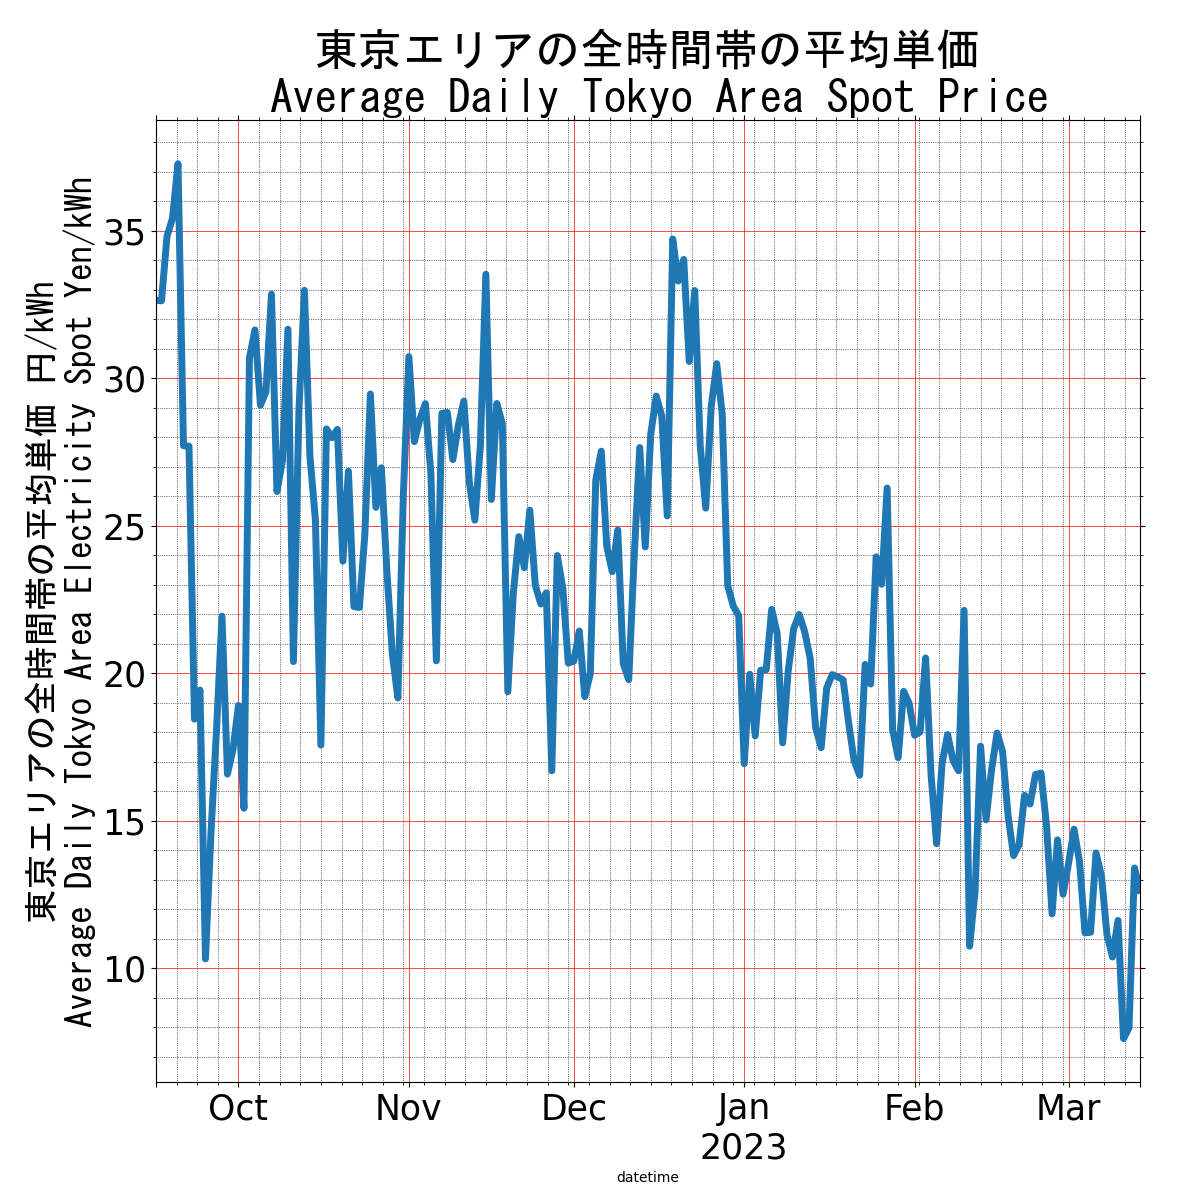 東京エリアの全時間帯の平均単価
Average Daily Tokyo Area Spot Price
東京エリアの全時間帯の平均単価 円/kWh
Average Daily Tokyo Area Electricity Spot Yen/kWh
35
30
25
20
15
10
Oct
Nov
Dec
Jan
2023
Feb
Mar
datetime